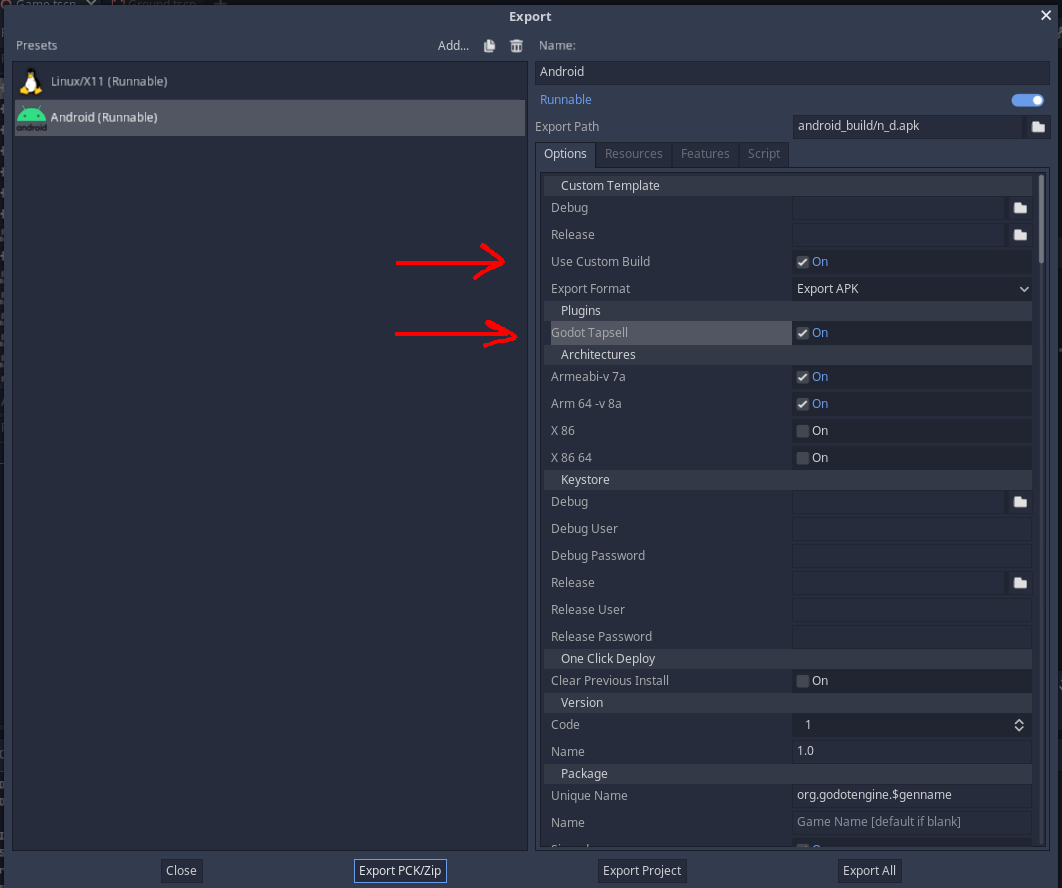 Game.tscn Ground.tscn
Export
Presets Add... Name:
Linux/X11 (Runnable)
android
Android (Runnable)
Android
Runnable
Export Path android_build/n_d.apk
Options Resources Features Script
Custom Template
Debug
Release
Use Custom Build On
Export Format Export APK
Plugins
Godot Tapsell On
Architectures
Armeabi-v 7a On
Arm 64 -v 8a On
X 86 On
X 86 64 On
Keystore
Debug
Debug User
Debug Password
Release
Release User
Release Password
One Click Deploy
Clear Previous Install On
Version
Code 1
Name 1.0
Package
Unique Name org.godotengine.$genname
Name Game Name [default if blank]
Close Export PCK/Zip Export Project Export All